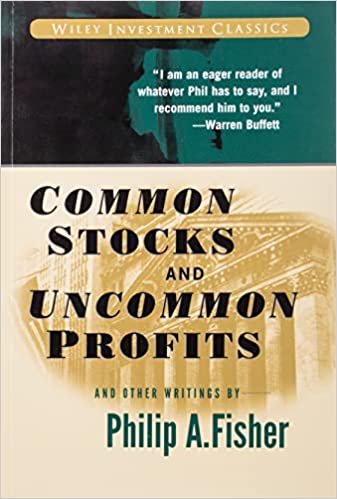 WILEY INVESTMENT CLASSICS
"I am an eager reader of
whatever Phil has to say, and I
recommend him to you."
—Warren Buffett
COMMON
STOCKS
AND
UNCOMMON
PROFITS
AND OTHER WRITINGS BY
Philip A. Fisher